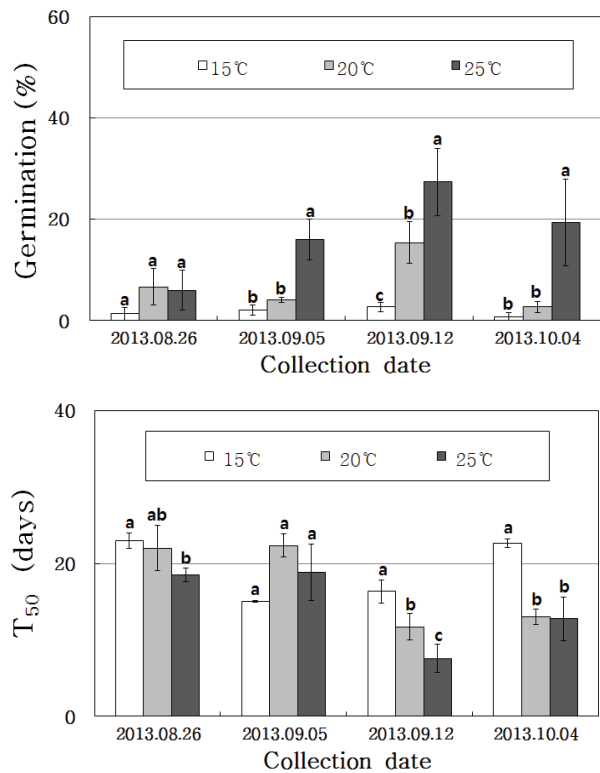 60
15℃ 20℃ 25℃
40
Germination (%)
a
a
b
a
20
a a
b b
c
b b
0
2013.08.26 2013.09.05 2013.09.12 2013.10.04
Collection date
40
15℃ 20℃ 25℃
T50 (days)
a ab b
a a a
a b c
a b b
20
0
2013.08.26 2013.09.05 2013.09.12 2013.10.04
Collection date